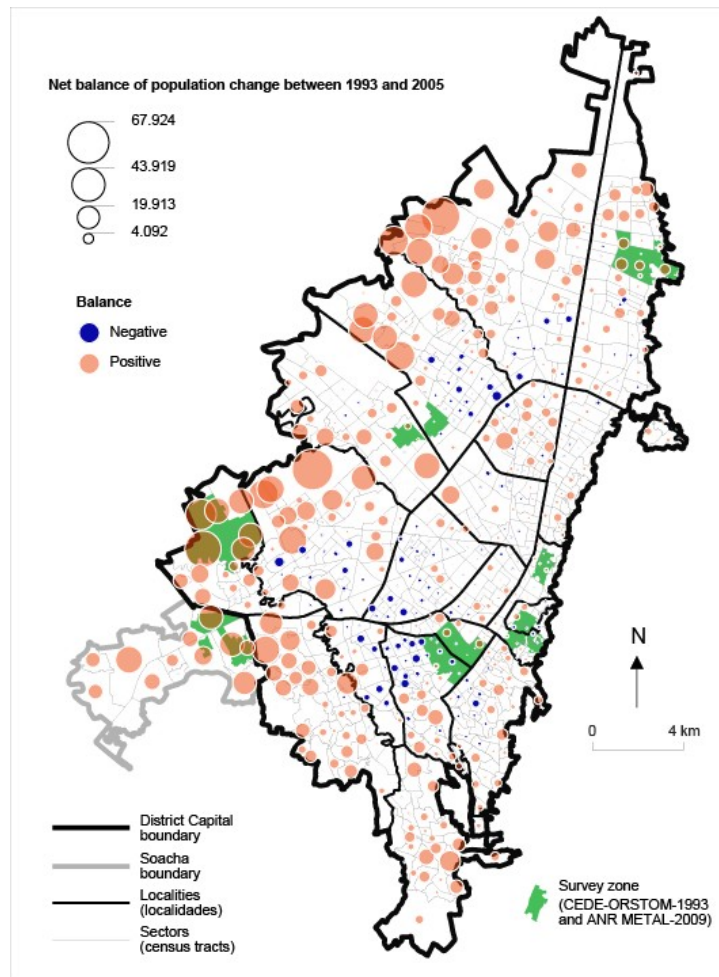 Net balance of population change between 1993 and 2005
67.924
43.919
19.913
4.092
Balance
Negative
Positive
N
0 4 km
District Capital
boundary
Soacha
boundary
Localities
(localidades)
Sectors
(census tracts)
Survey zone
(CEDE-ORSTOM-1993
and ANR METAL-2009)